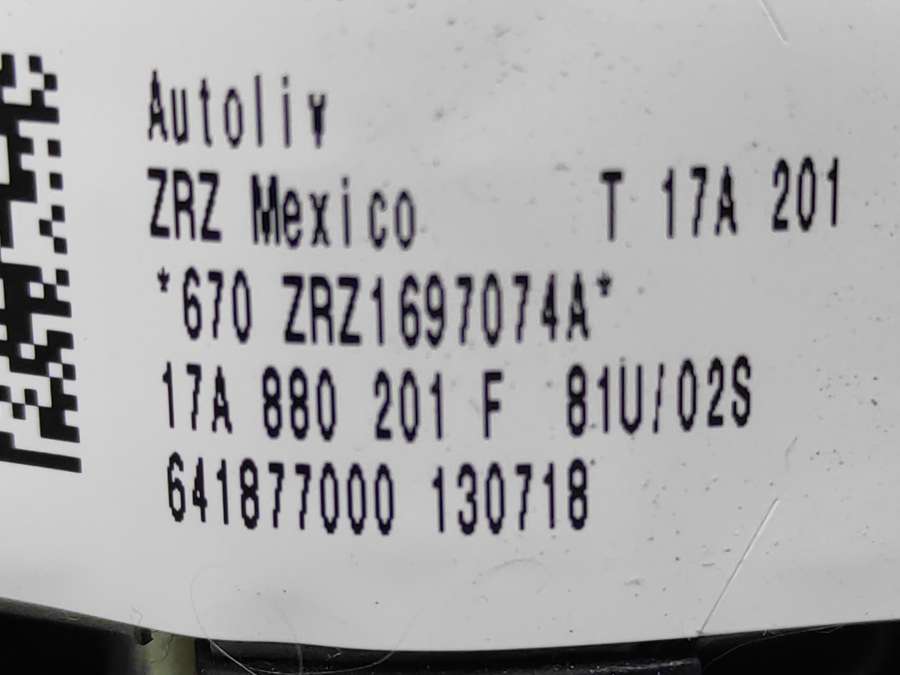 Autoliv
ZRZ Mexico T 17A 201
*670 ZRZ1697074A*
17A 880 201 F 81U/02S
641877000 130718